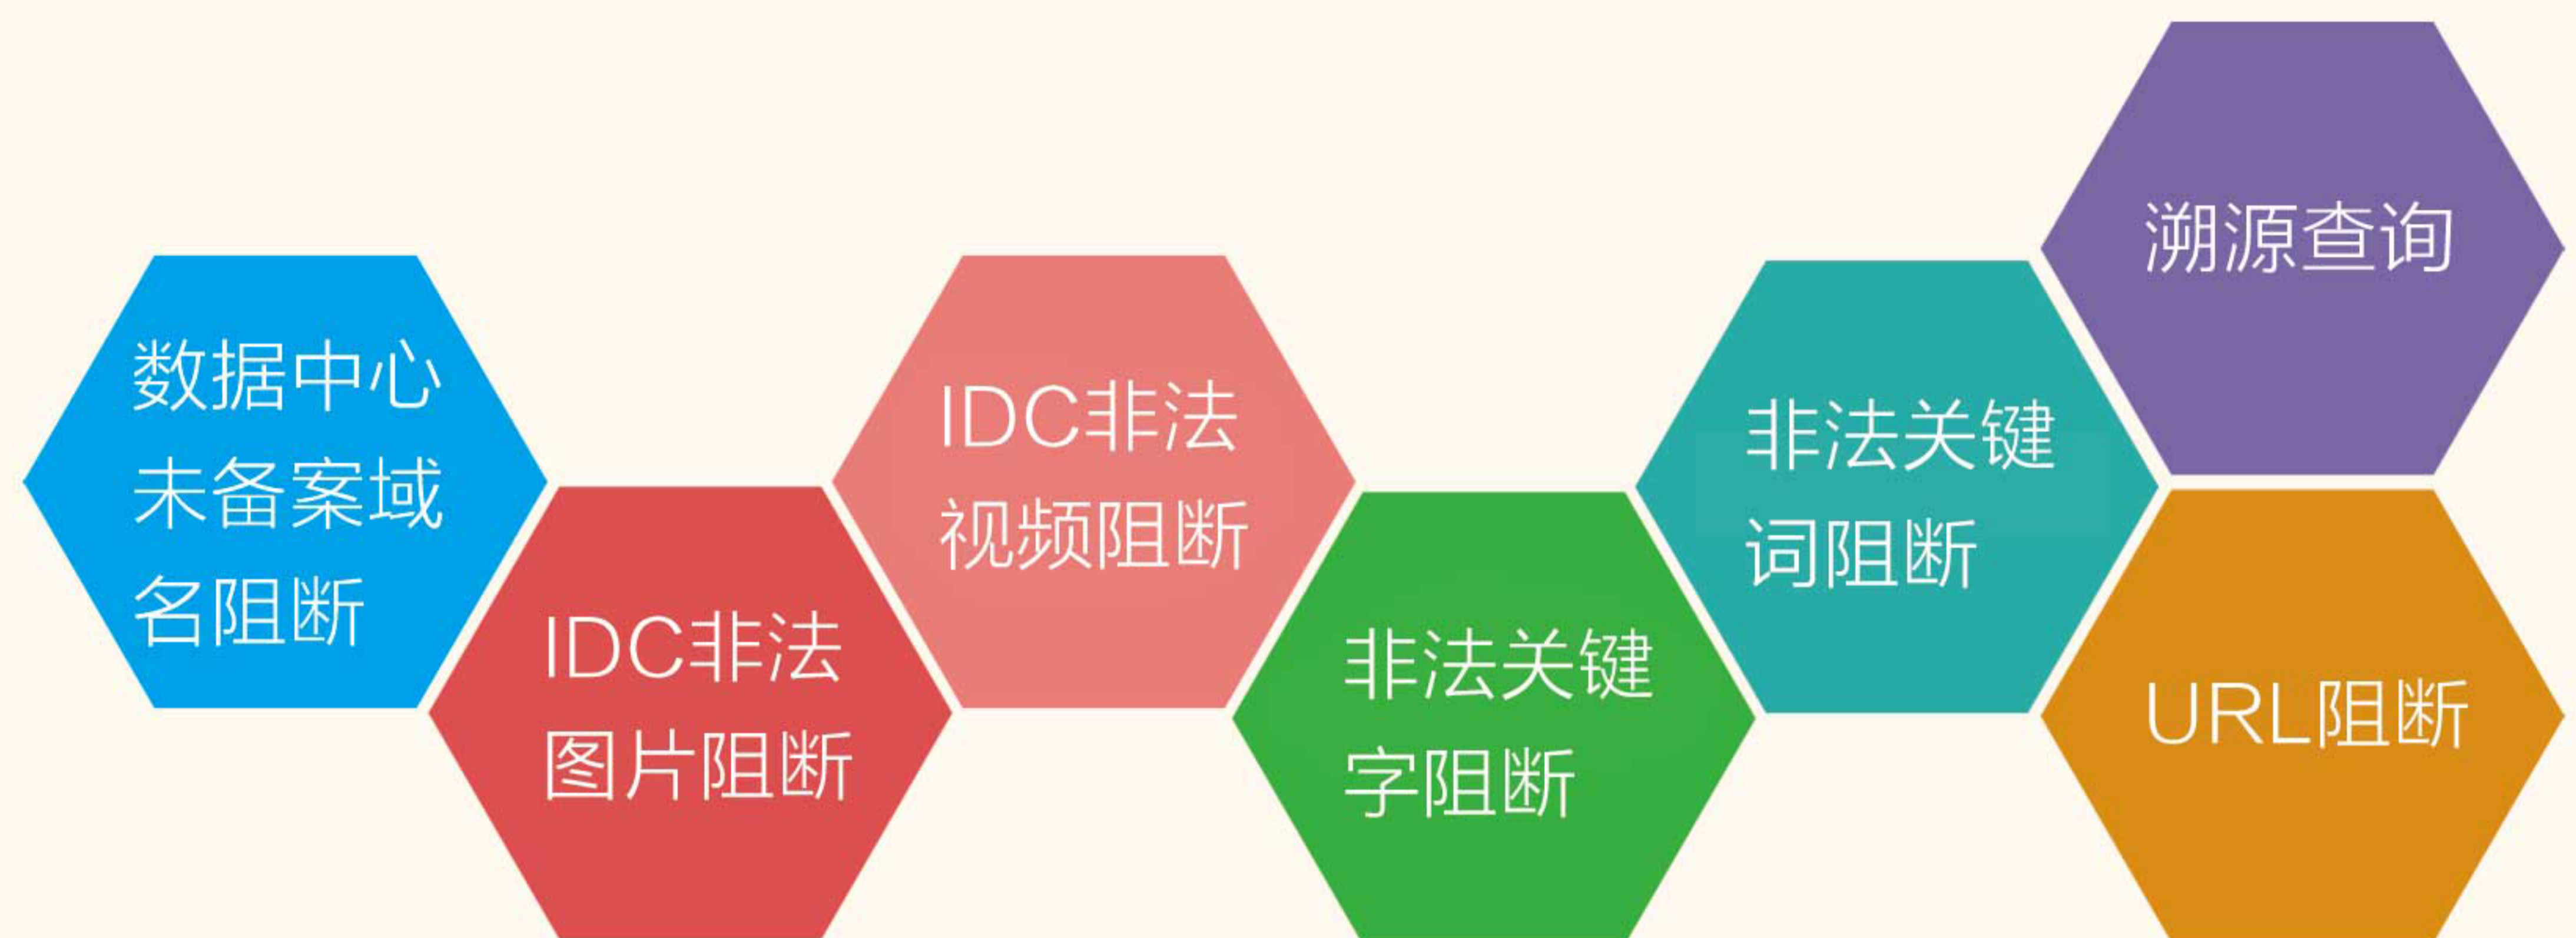 数据中心
未备案域
名阻断
IDC非法
图片阻断
IDC非法
视频阻断
非法关键
字阻断
非法关键
词阻断
溯源查询
URL阻断